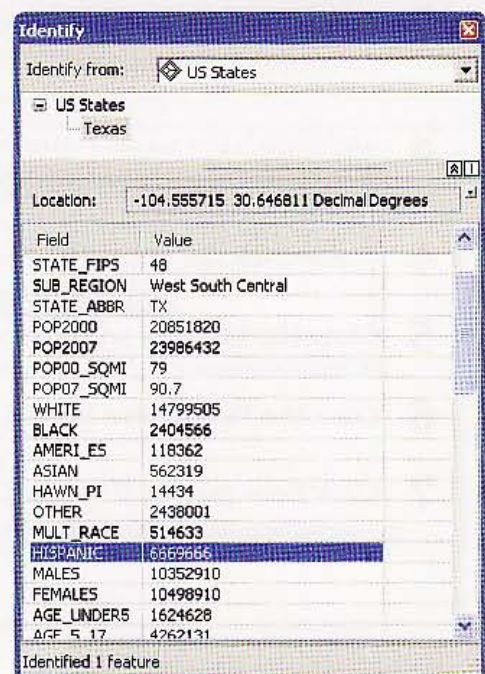 Identify
Identify from: US States
US States
Texas
Location: -104.555715 30.646811 Decimal Degrees
Field Value
STATE_FIPS 48
SUB_REGION West South Central
STATE_ABBR TX
POP2000 20851820
POP2007 23986432
POP00_SQMI 79
POP07_SQMI 90.7
WHITE 14799505
BLACK 2404566
AMERI_ES 118362
ASIAN 562319
HAWN_PI 14434
OTHER 2438001
MULT_RACE 514633
HISPANIC 6669666
MALES 10352910
FEMALES 10498910
AGE_UNDER5 1624628
AGE_5_17 4262131
Identified 1 feature